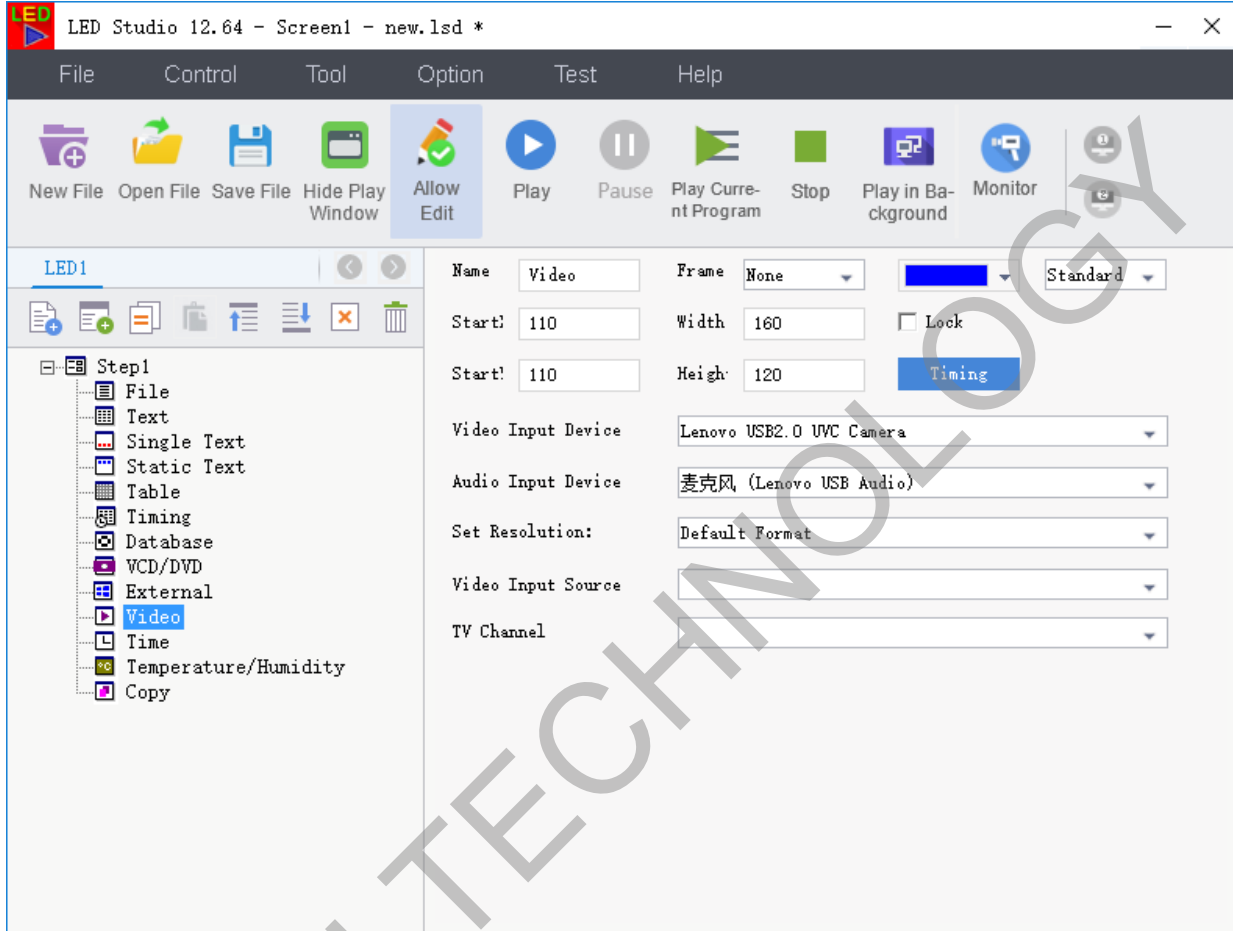 LED
LED Studio 12.64 - Screen1 - new.lsd *
File Control Tool Option Test Help
New File Open File Save File Hide Play Window Allow Edit Play Pause Play Curre-nt Program Stop Play in Ba-ckground Monitor
1
2
LED1
Step1
File
Text
Single Text
Static Text
Table
Timing
Database
VCD/DVD
External
Video
Time
Temperature/Humidity
Copy
Name Video Frame None Standard
Start 110 Width 160 Lock
Start 110 Heigh 120 Timing
Video Input Device Lenovo USB2.0 UVC Camera
Audio Input Device 麦克风 (Lenovo USB Audio)
Set Resolution: Default Format
Video Input Source
TV Channel
TECHNOLOGY